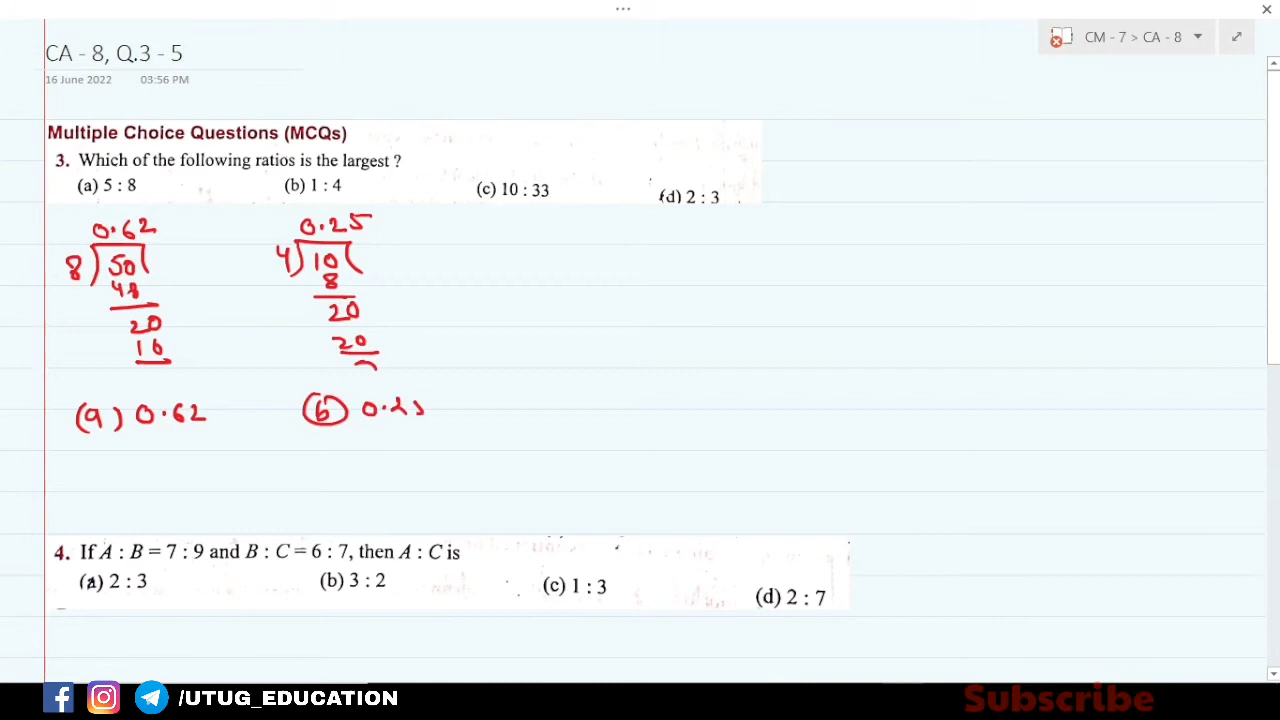 ...
CM - 7 > CA - 8
CA - 8, Q.3 - 5
16 June 2022 03:56 PM
Multiple Choice Questions (MCQs)
3. Which of the following ratios is the largest ?
(a) 5 : 8 (b) 1 : 4 (c) 10 : 33 (d) 2 : 3
0.62 0.25
8) 50 ( 4) 10 (
48 8
20 20
16 20
(a) 0.62 (b) 0.25
4. If A : B = 7 : 9 and B : C = 6 : 7, then A : C is
(a) 2 : 3 (b) 3 : 2 (c) 1 : 3 (d) 2 : 7
/UTUG_EDUCATION
Subscribe